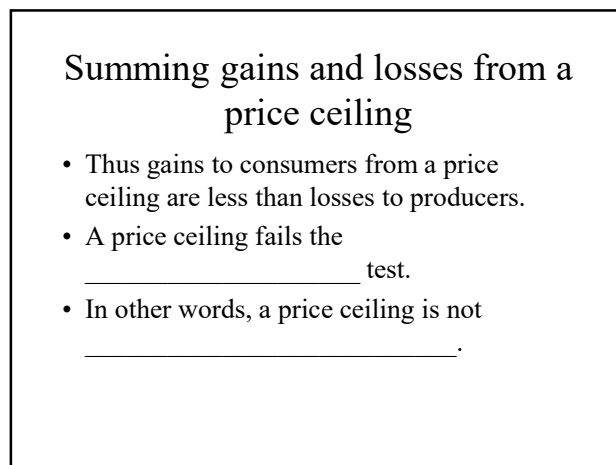 Summing gains and losses from a
price ceiling
• Thus gains to consumers from a price
ceiling are less than losses to producers.
• A price ceiling fails the
____________________ test.
• In other words, a price ceiling is not
___________________________.